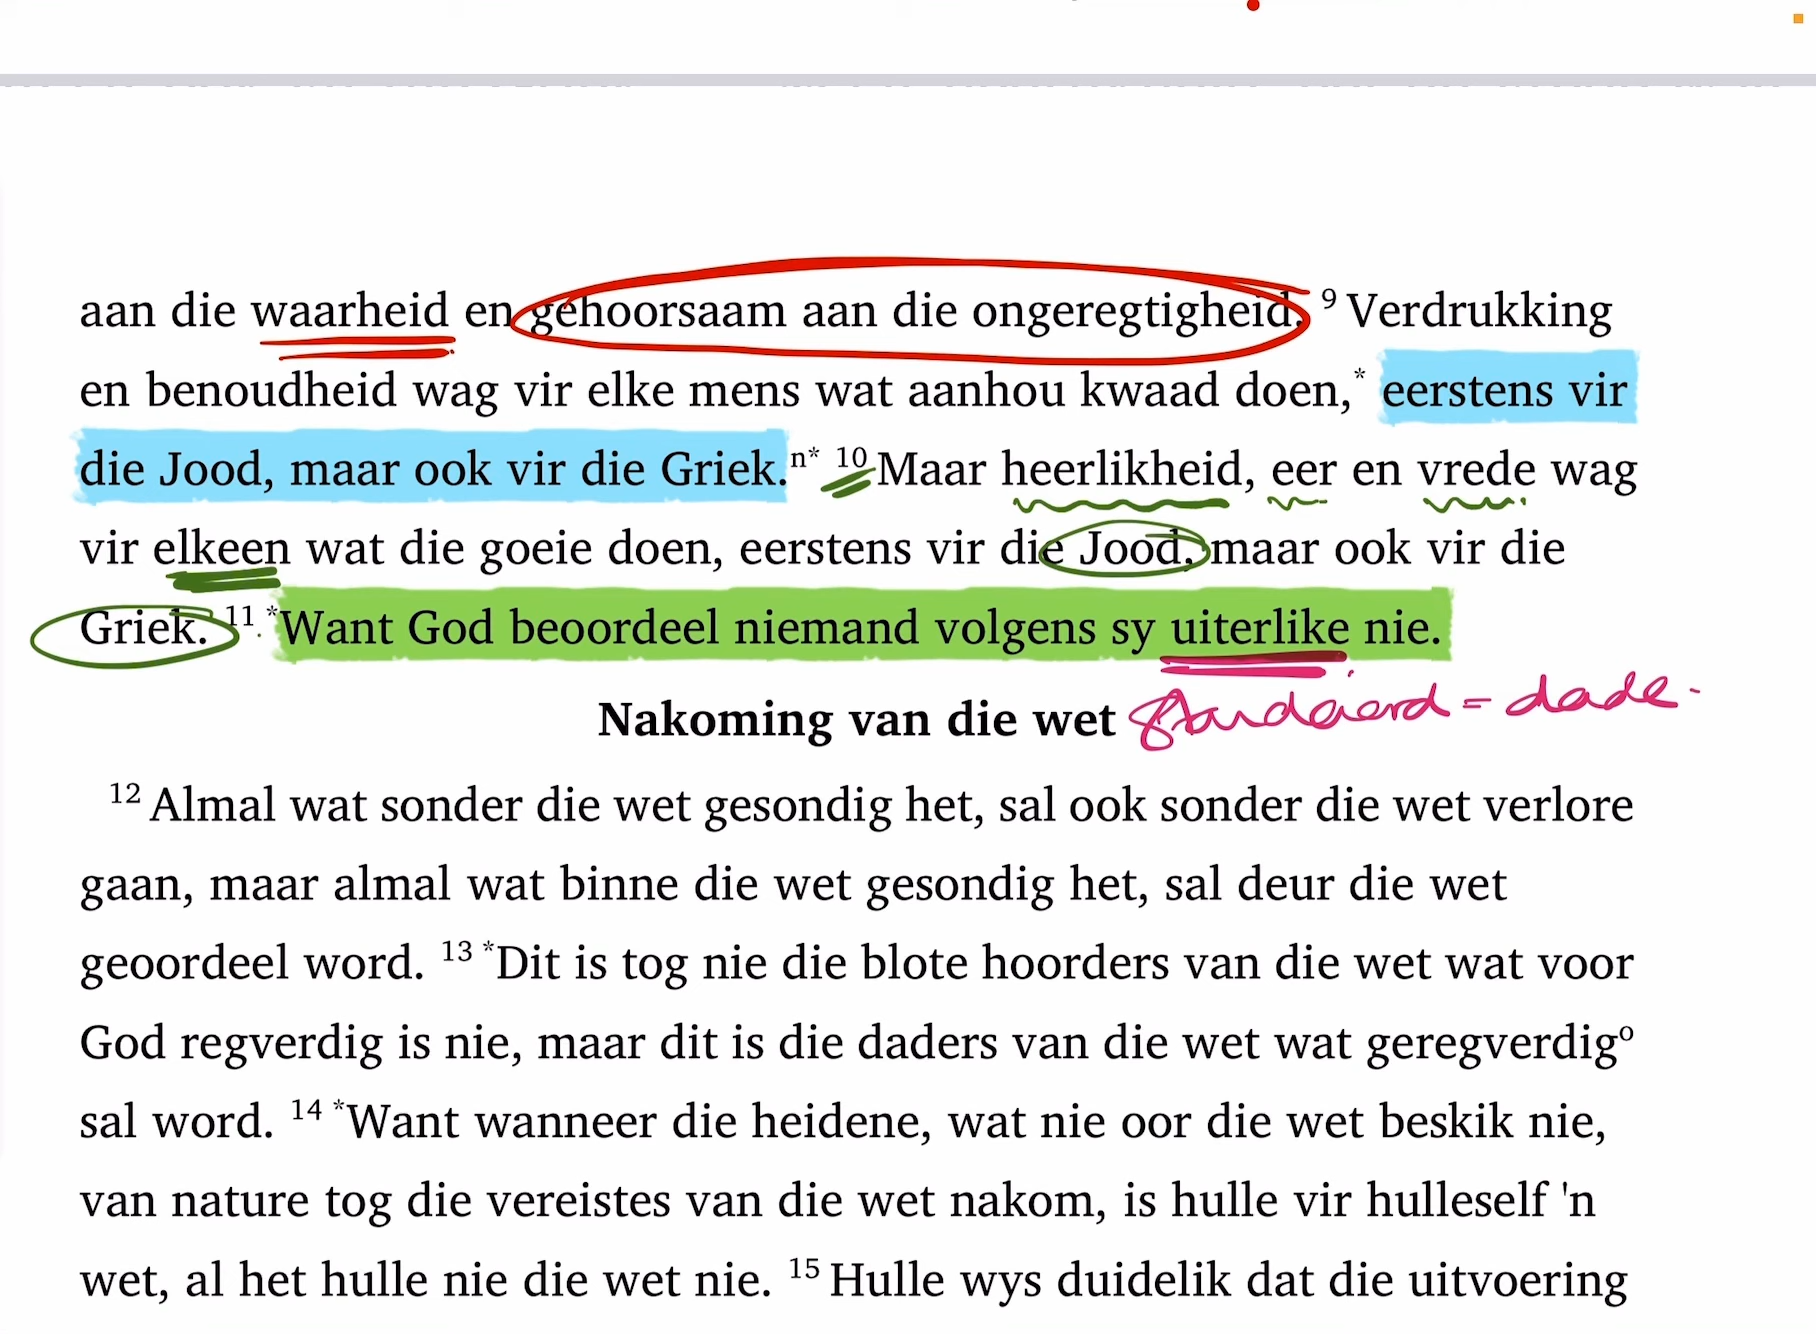 aan die waarheid en gehoorsaam aan die ongeregtigheid. ⁹ Verdrukking
en benoudheid wag vir elke mens wat aanhou kwaad doen,* eerstens vir
die Jood, maar ook vir die Griek.ⁿ* ¹⁰ Maar heerlikheid, eer en vrede wag
vir elkeen wat die goeie doen, eerstens vir die Jood, maar ook vir die
Griek. ¹¹ *Want God beoordeel niemand volgens sy uiterlike nie.
Nakoming van die wet standaard = dade.
¹² Almal wat sonder die wet gesondig het, sal ook sonder die wet verlore
gaan, maar almal wat binne die wet gesondig het, sal deur die wet
geoordeel word. ¹³ *Dit is tog nie die blote hoorders van die wet wat voor
God regverdig is nie, maar dit is die daders van die wet wat geregverdigᵒ
sal word. ¹⁴ *Want wanneer die heidene, wat nie oor die wet beskik nie,
van nature tog die vereistes van die wet nakom, is hulle vir hulleself 'n
wet, al het hulle nie die wet nie. ¹⁵ Hulle wys duidelik dat die uitvoering